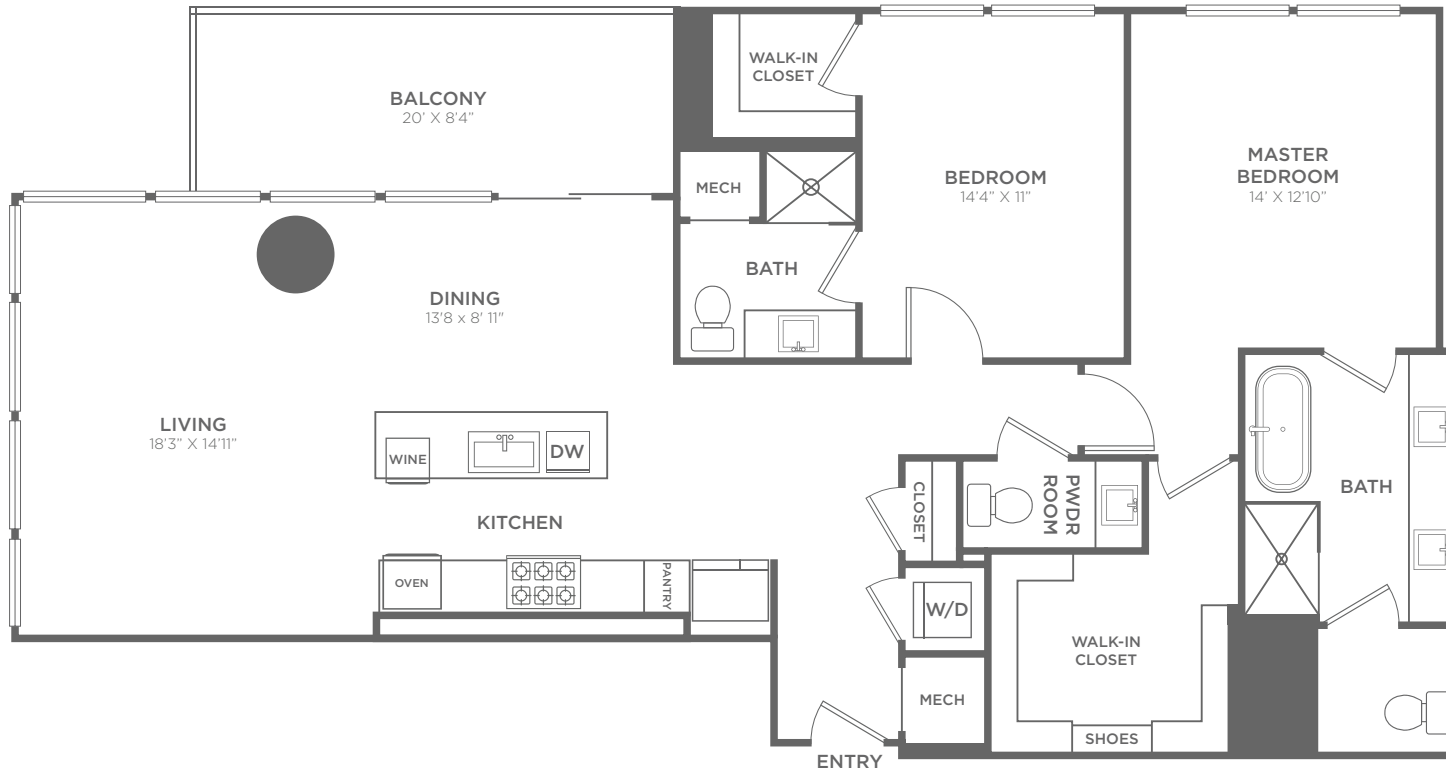 WALK-IN
CLOSET
BALCONY
20' X 8'4”
MECH
BEDROOM
14'4” X 11”
MASTER
BEDROOM
14' X 12'10”
BATH
DINING
13'8 x 8' 11"
LIVING
18'3” X 14'11”
WINE
DW
KITCHEN
CLOSET
PWDR
ROOM
BATH
OVEN
PANTRY
W/D
WALK-IN
CLOSET
MECH
SHOES
ENTRY